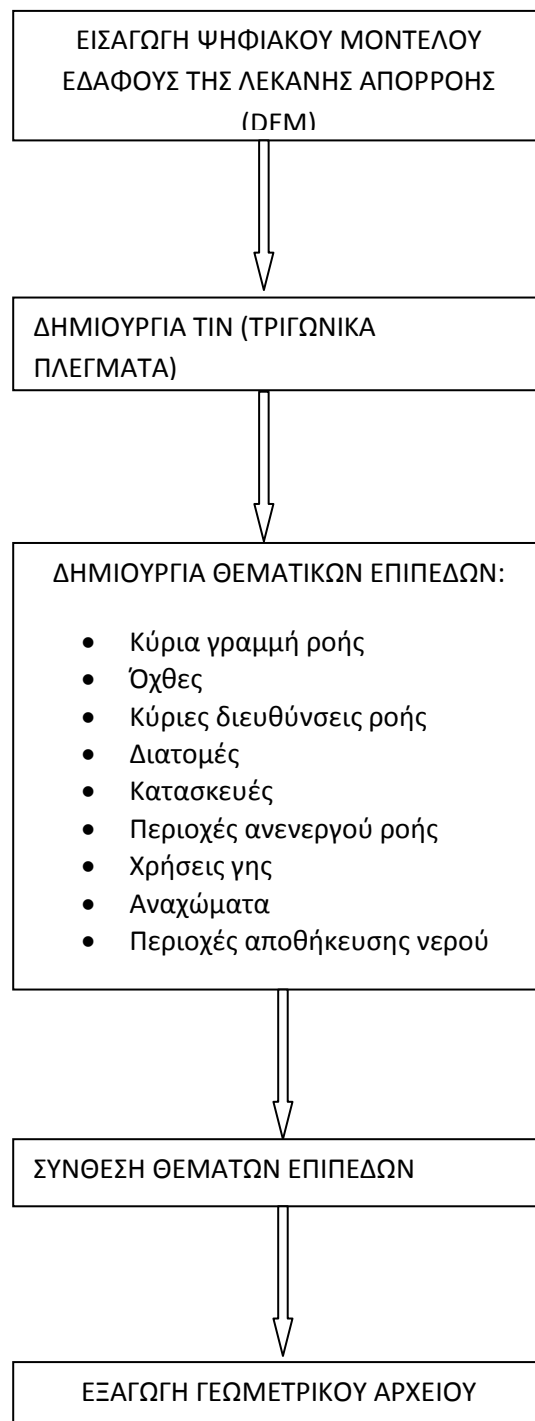 ΕΙΣΑΓΩΓΗ ΨΗΦΙΑΚΟΥ ΜΟΝΤΕΛΟΥ
ΕΔΑΦΟΥΣ ΤΗΣ ΛΕΚΑΝΗΣ ΑΠΟΡΡΟΗΣ
(DEM)
ΔΗΜΙΟΥΡΓΙΑ ΤΙΝ (ΤΡΙΓΩΝΙΚΑ
ΠΛΕΓΜΑΤΑ)
ΔΗΜΙΟΥΡΓΙΑ ΘΕΜΑΤΙΚΩΝ ΕΠΙΠΕΔΩΝ:
• Κύρια γραμμή ροής
• Όχθες
• Κύριες διευθύνσεις ροής
• Διατομές
• Κατασκευές
• Περιοχές ανενεργού ροής
• Χρήσεις γης
• Αναχώματα
• Περιοχές αποθήκευσης νερού
ΣΥΝΘΕΣΗ ΘΕΜΑΤΩΝ ΕΠΙΠΕΔΩΝ
ΕΞΑΓΩΓΗ ΓΕΩΜΕΤΡΙΚΟΥ ΑΡΧΕΙΟΥ